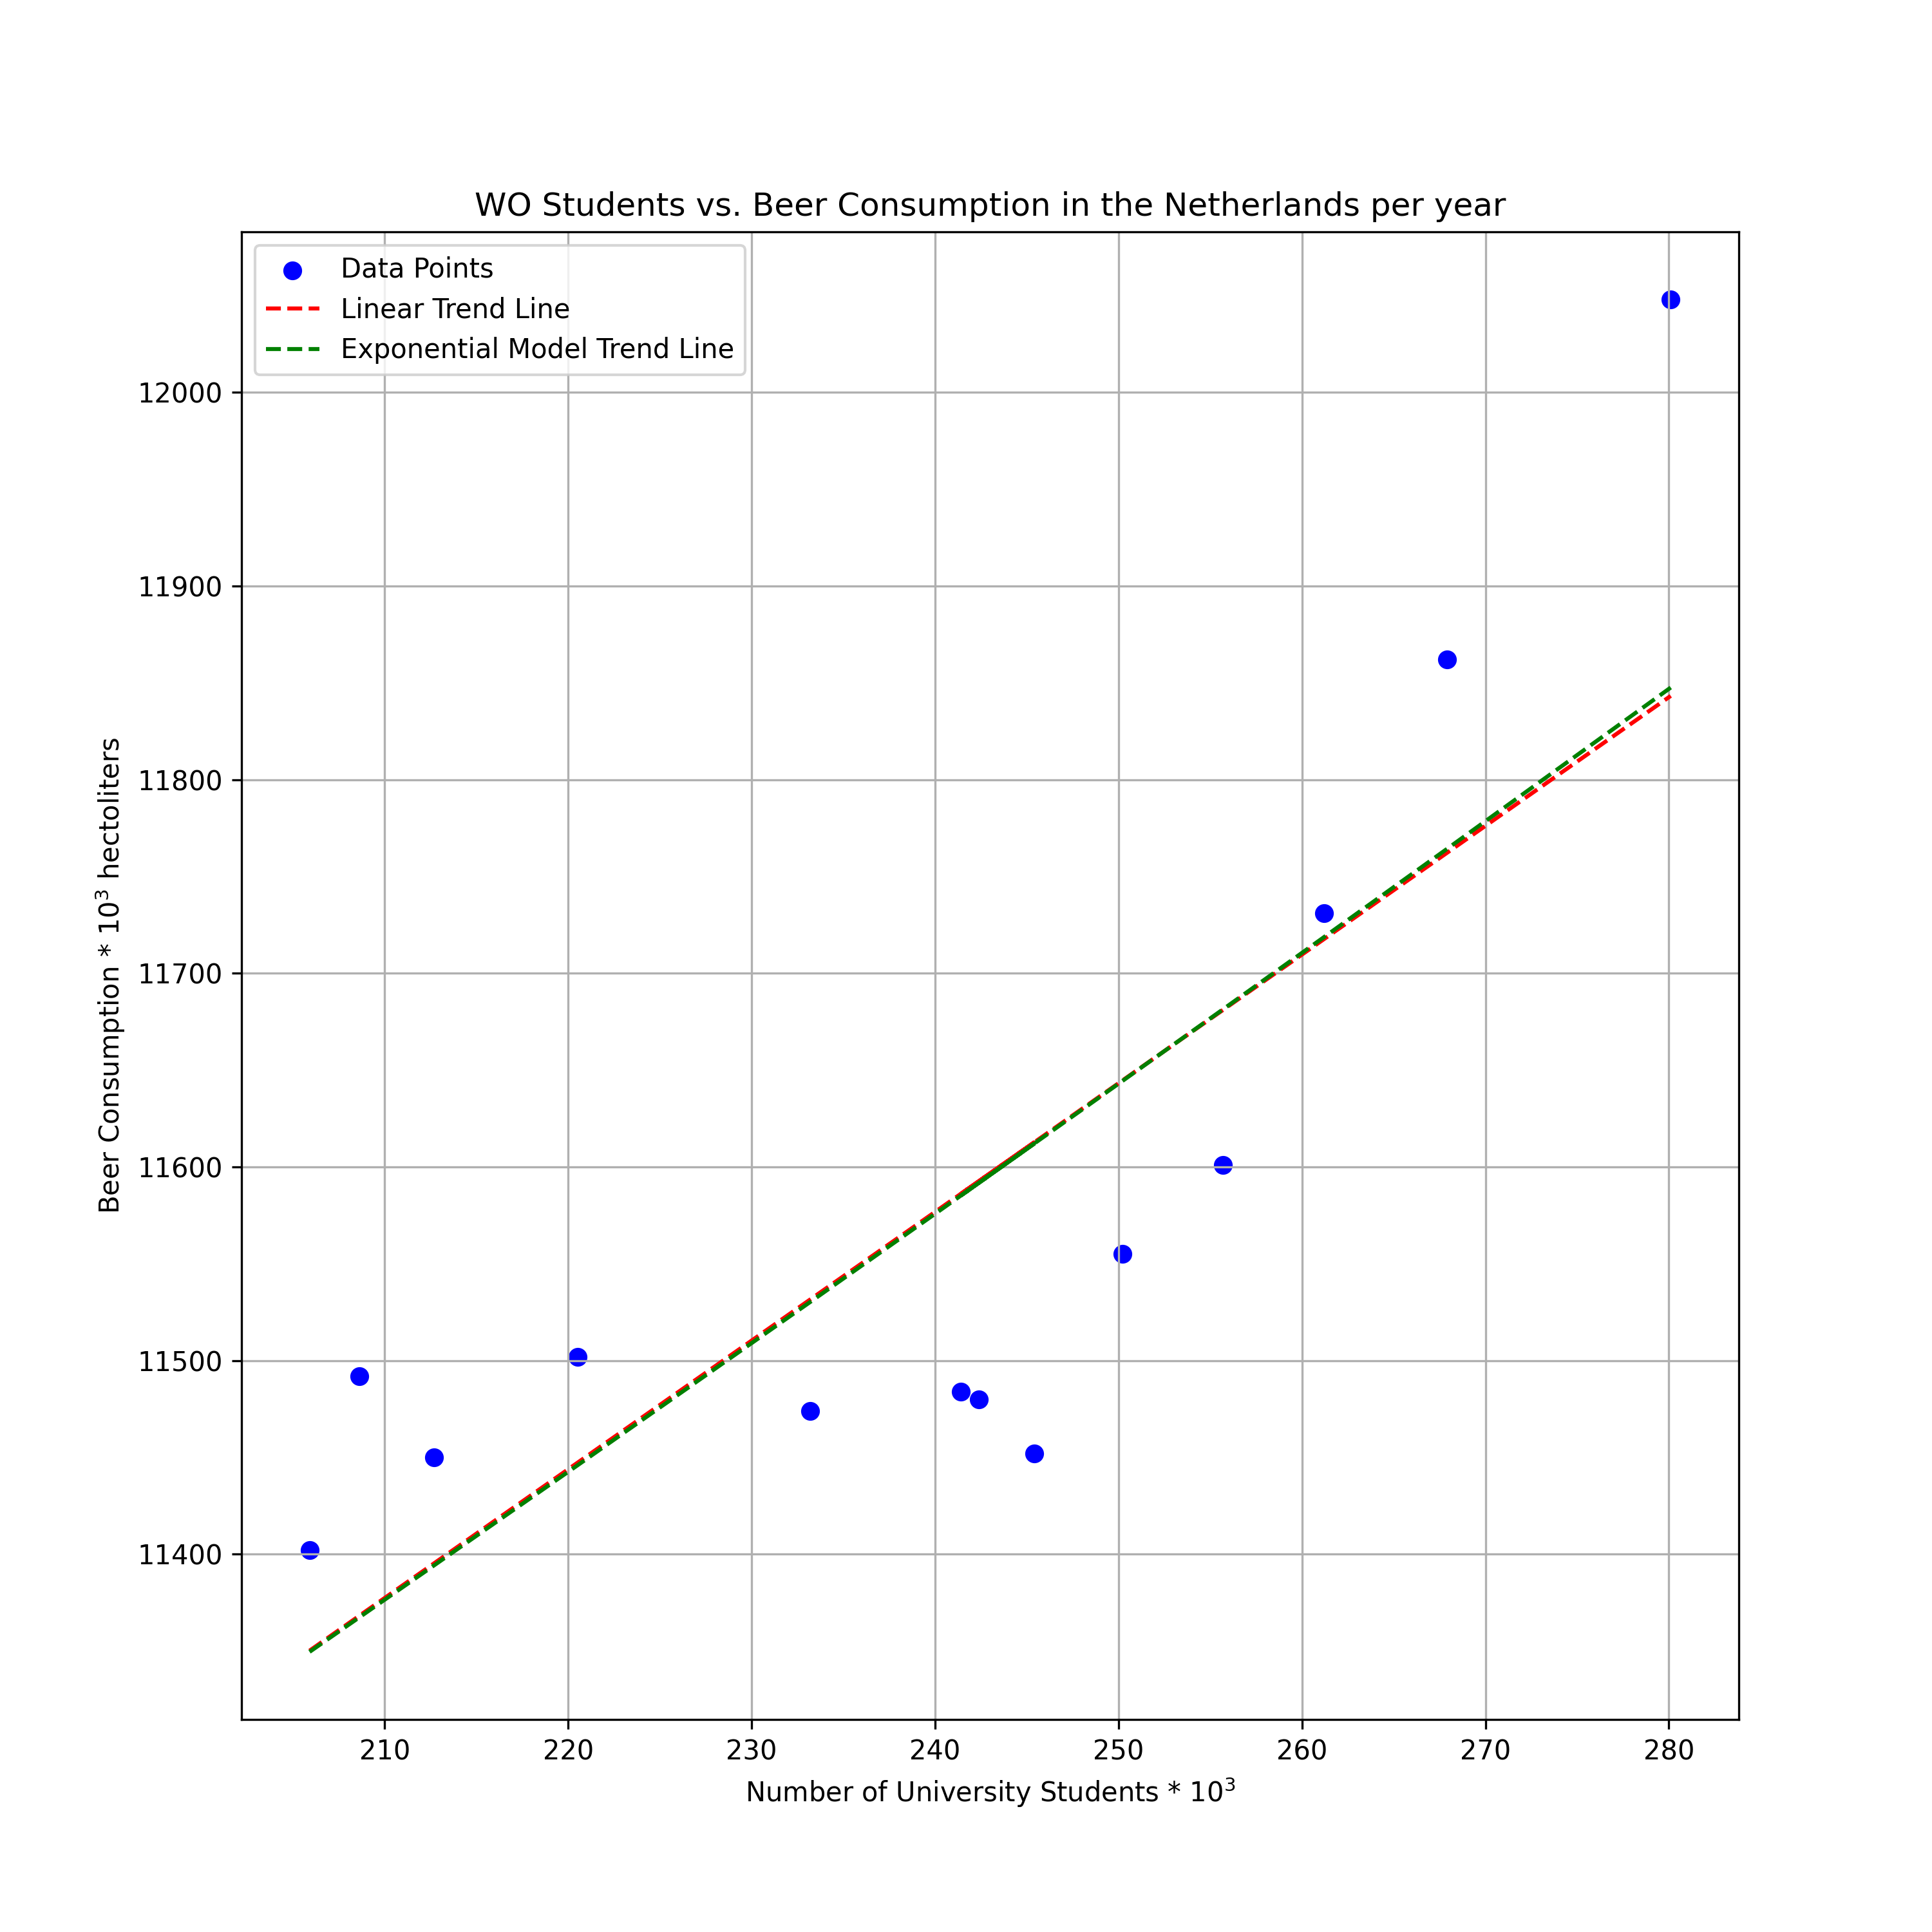 WO Students vs. Beer Consumption in the Netherlands per year
Data Points
Linear Trend Line
Exponential Model Trend Line
12000
11900
11800
11700
11600
11500
11400
Beer Consumption * 10³ hectoliters
210 220 230 240 250 260 270 280
Number of University Students * 10³